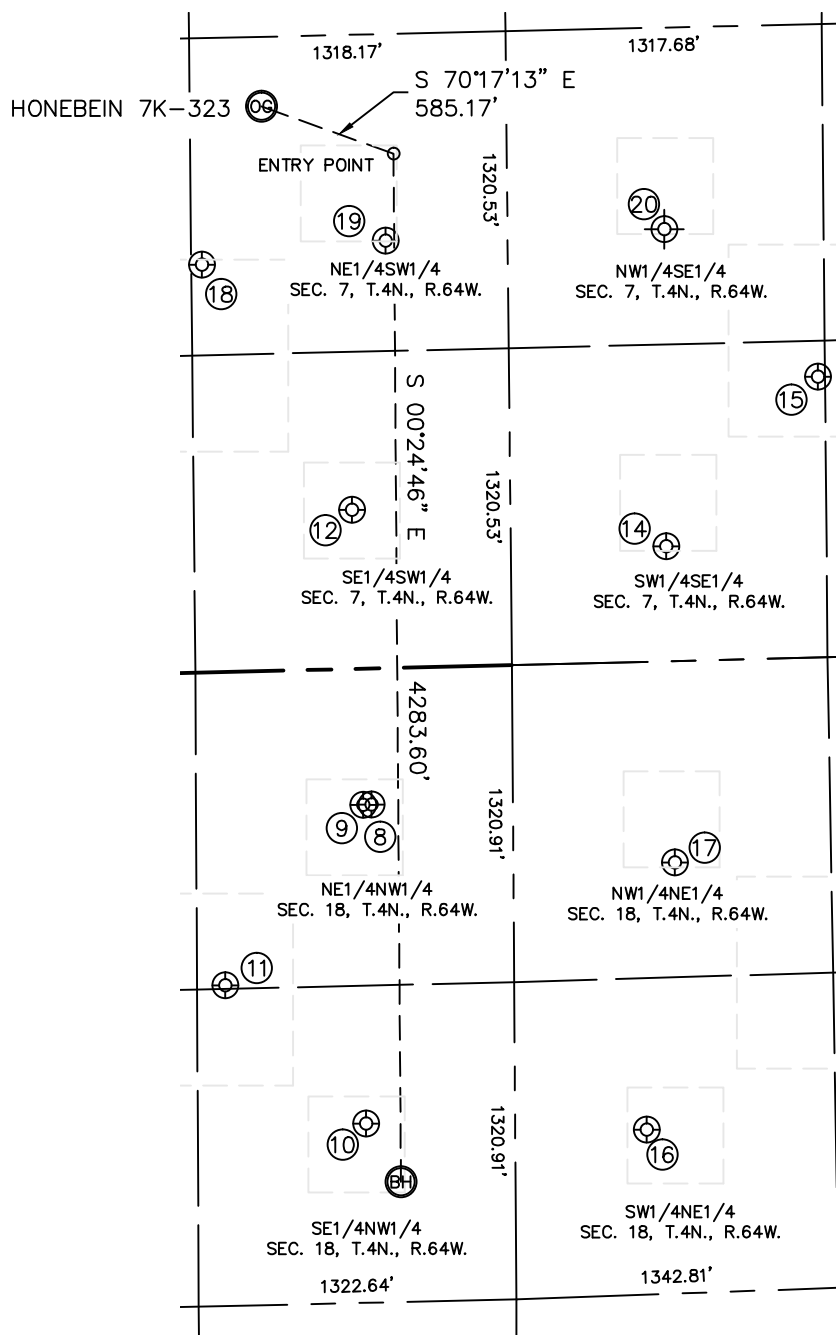 1318.17'
1317.68'
S 70°17'13" E
585.17'
HONEBEIN 7K-323
OG
ENTRY POINT
1320.53'
19
20
18
NE1/4SW1/4
SEC. 7, T.4N., R.64W.
NW1/4SE1/4
SEC. 7, T.4N., R.64W.
15
S 00°24'46" E
1320.53'
12
14
SE1/4SW1/4
SEC. 7, T.4N., R.64W.
SW1/4SE1/4
SEC. 7, T.4N., R.64W.
4283.60'
1320.91'
9
8
17
NE1/4NW1/4
SEC. 18, T.4N., R.64W.
NW1/4NE1/4
SEC. 18, T.4N., R.64W.
11
1320.91'
10
16
BH
SE1/4NW1/4
SEC. 18, T.4N., R.64W.
SW1/4NE1/4
SEC. 18, T.4N., R.64W.
1322.64'
1342.81'